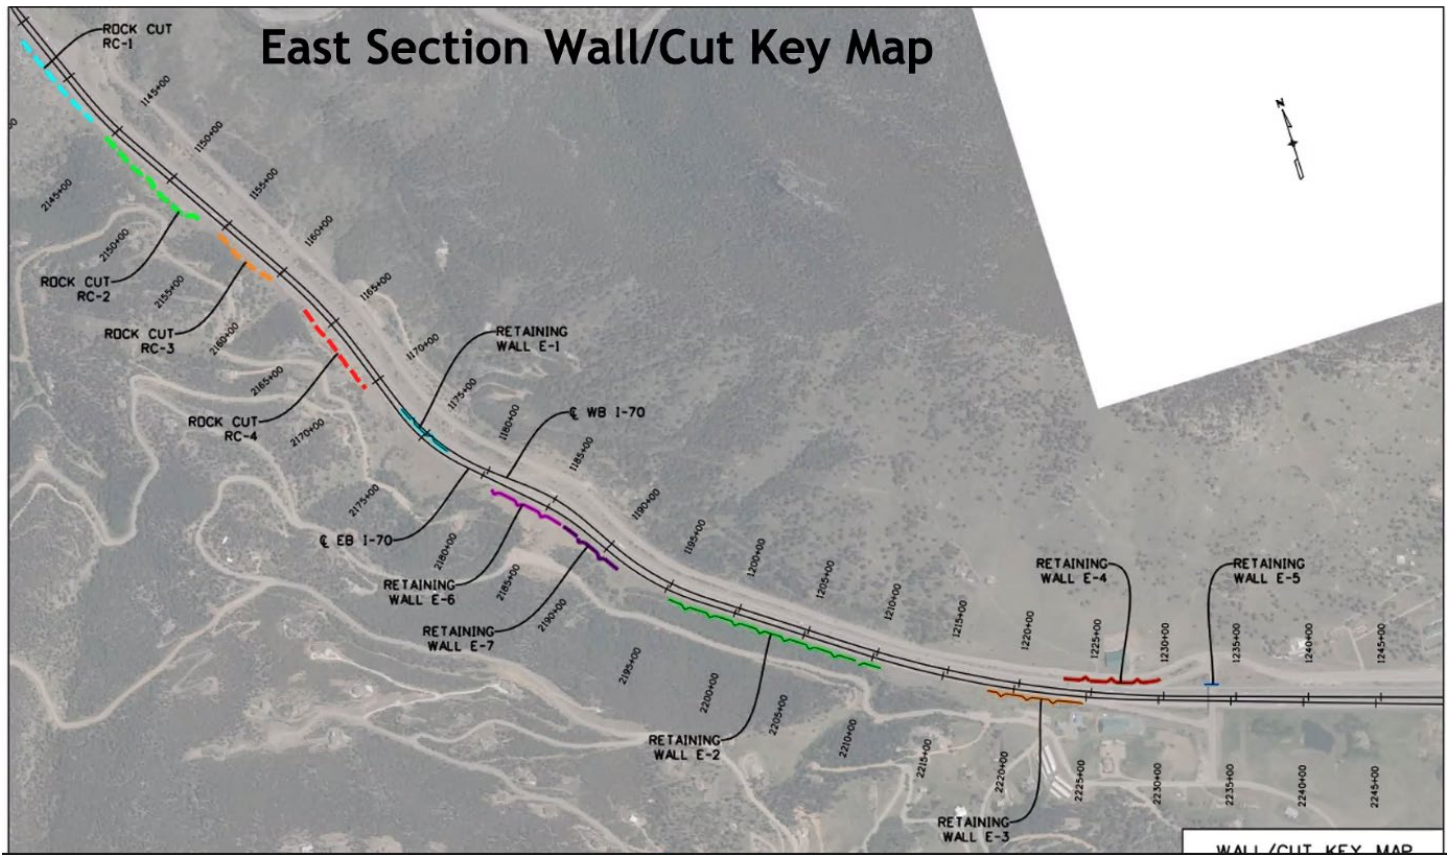 East Section Wall/Cut Key Map
ROCK CUT
RC-1
N
1145+00
1150+00
1155+00
1160+00
1165+00
1170+00
1175+00
1180+00
1185+00
1190+00
1195+00
1200+00
1205+00
1210+00
1215+00
1220+00
1225+00
1230+00
1235+00
1240+00
1245+00
2145+00
2150+00
2155+00
2160+00
2165+00
2170+00
2175+00
2180+00
2185+00
2190+00
2195+00
2200+00
2205+00
2210+00
2215+00
2220+00
2225+00
2230+00
2235+00
2240+00
2245+00
ROCK CUT
RC-2
ROCK CUT
RC-3
ROCK CUT
RC-4
RETAINING
WALL E-1
℄ WB I-70
℄ EB I-70
RETAINING
WALL E-6
RETAINING
WALL E-7
RETAINING
WALL E-2
RETAINING
WALL E-4
RETAINING
WALL E-5
RETAINING
WALL E-3
WALL/CUT KEY MAP